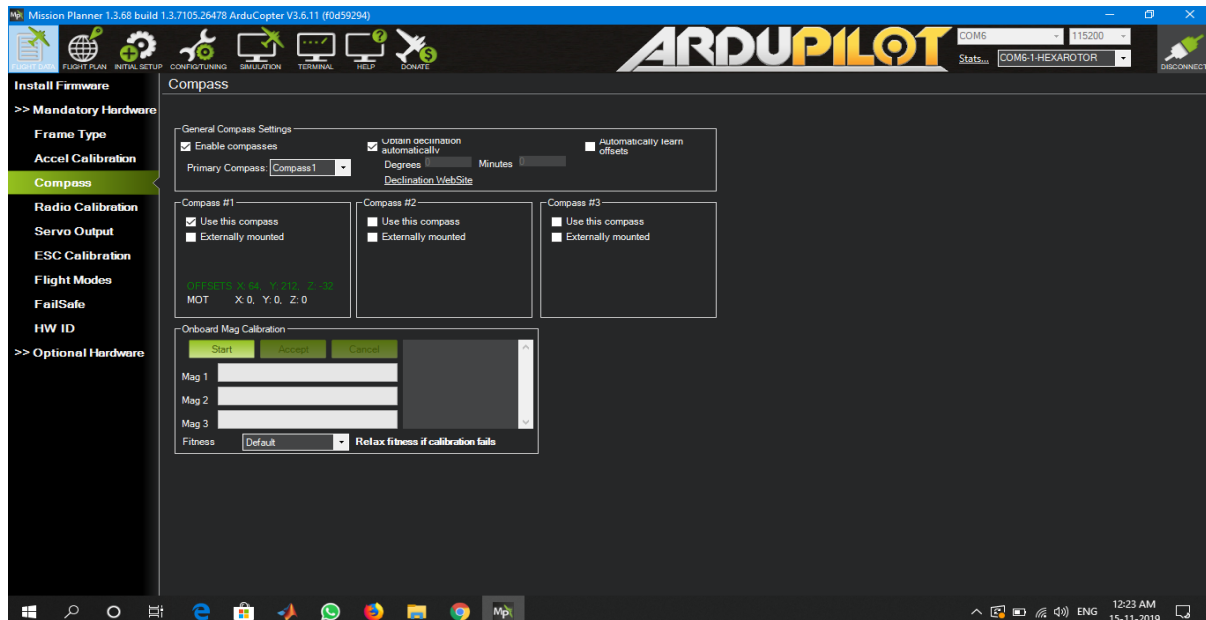 Mission Planner 1.3.68 build 1.3.7105.26478 ArduCopter V3.6.11 (f0d59294)
FLIGHT DATA FLIGHT PLAN INITIAL SETUP CONFIG/TUNING SIMULATION TERMINAL HELP DONATE
ARDUPILOT
COM6 115200
Stats... COM6-1-HEXAROTOR
DISCONNECT
Install Firmware
>> Mandatory Hardware
Frame Type
Accel Calibration
Compass
Radio Calibration
Servo Output
ESC Calibration
Flight Modes
FailSafe
HW ID
>> Optional Hardware
Compass
General Compass Settings
Enable compasses
Primary Compass: Compass1
Obtain declination
automatically
Degrees 0 Minutes 0
Declination WebSite
Automatically learn
offsets
Compass #1
Use this compass
Externally mounted
OFFSETS X: 64, Y: 212, Z: -32
MOT X: 0, Y: 0, Z: 0
Compass #2
Use this compass
Externally mounted
Compass #3
Use this compass
Externally mounted
Onboard Mag Calibration
Start Accept Cancel
Mag 1
Mag 2
Mag 3
Fitness Default Relax fitness if calibration fails
ENG
12:23 AM
15-11-2019